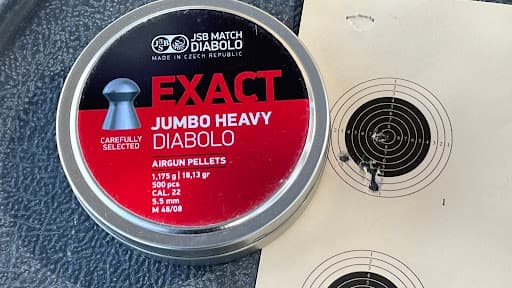 JSB MATCH
DIABOLO
MADE IN CZECH REPUBLIC
EXACT
JUMBO HEAVY
DIABOLO
CAREFULLY
SELECTED
AIRGUN PELLETS
1,175 g | 18,13 gr
500 pcs
CAL. 22
5.5 mm
M 46/08